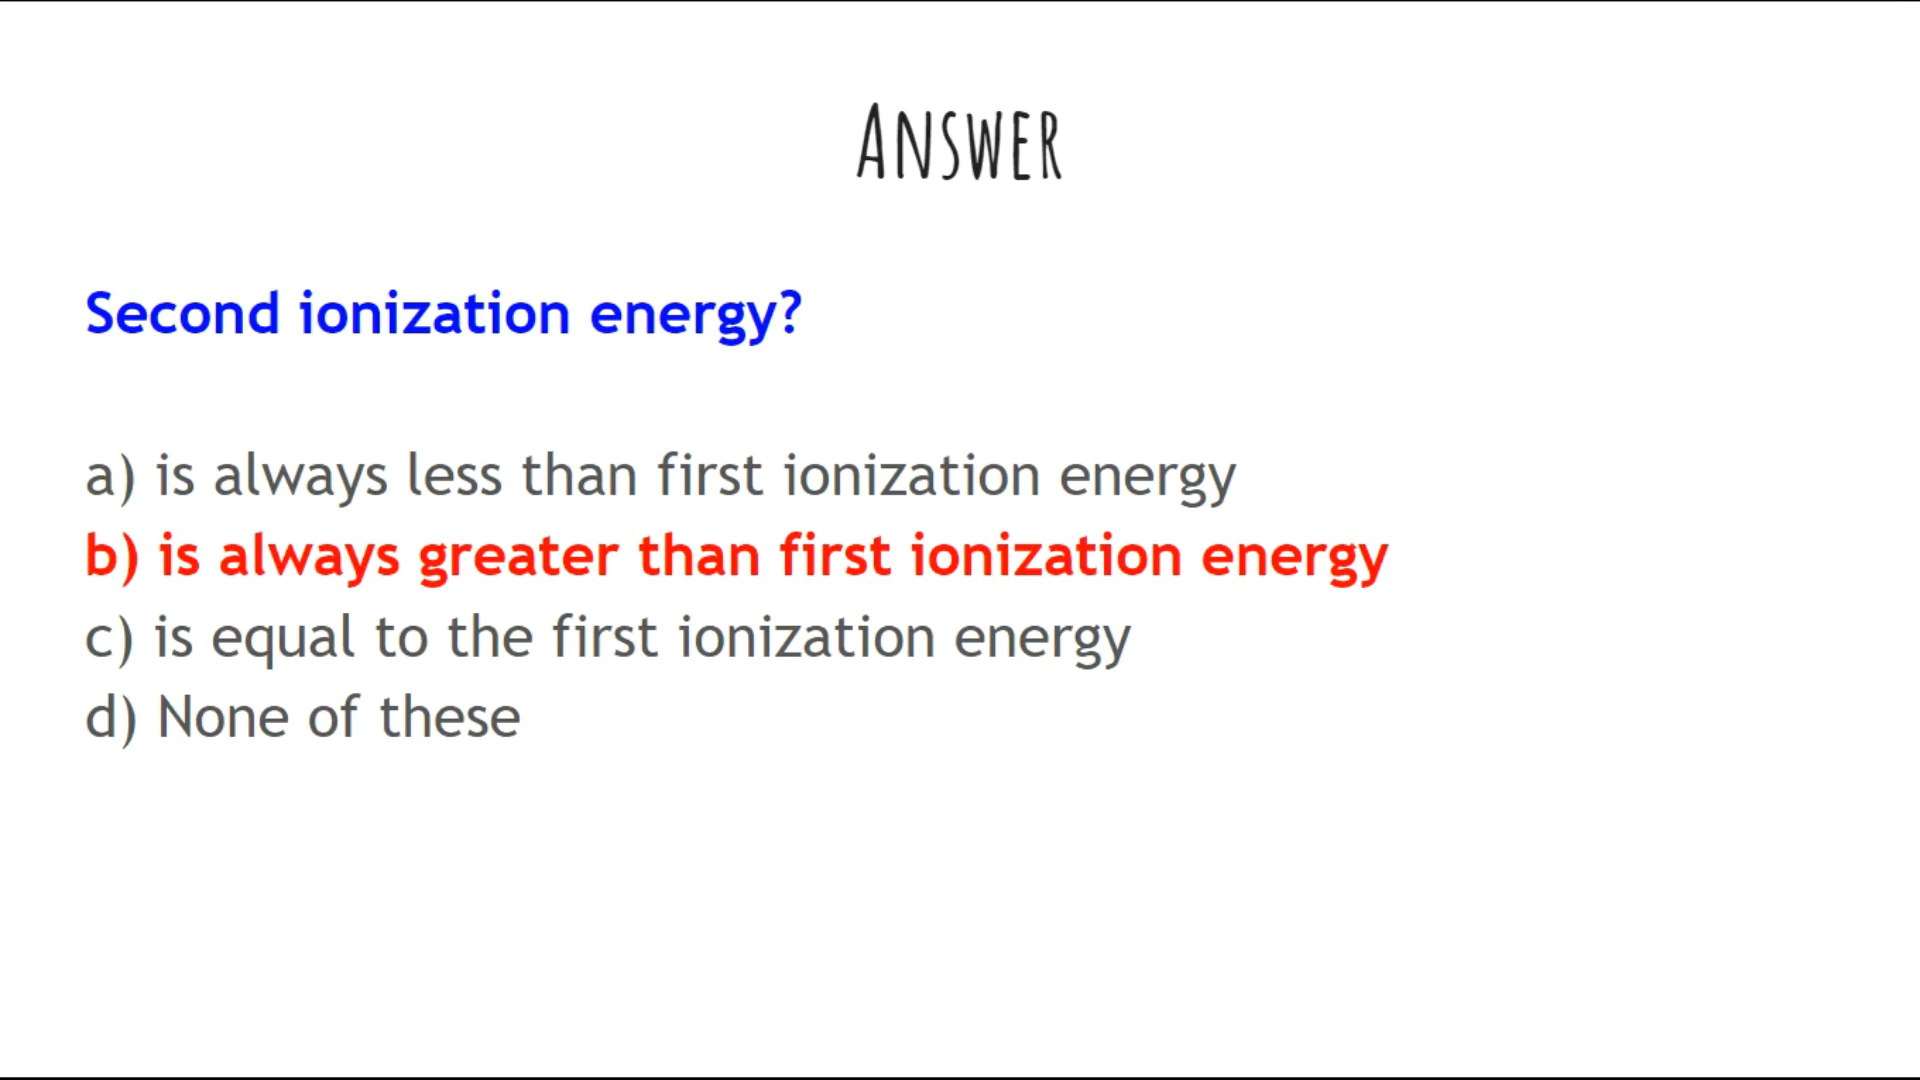 ANSWER
Second ionization energy?
a) is always less than first ionization energy
b) is always greater than first ionization energy
c) is equal to the first ionization energy
d) None of these